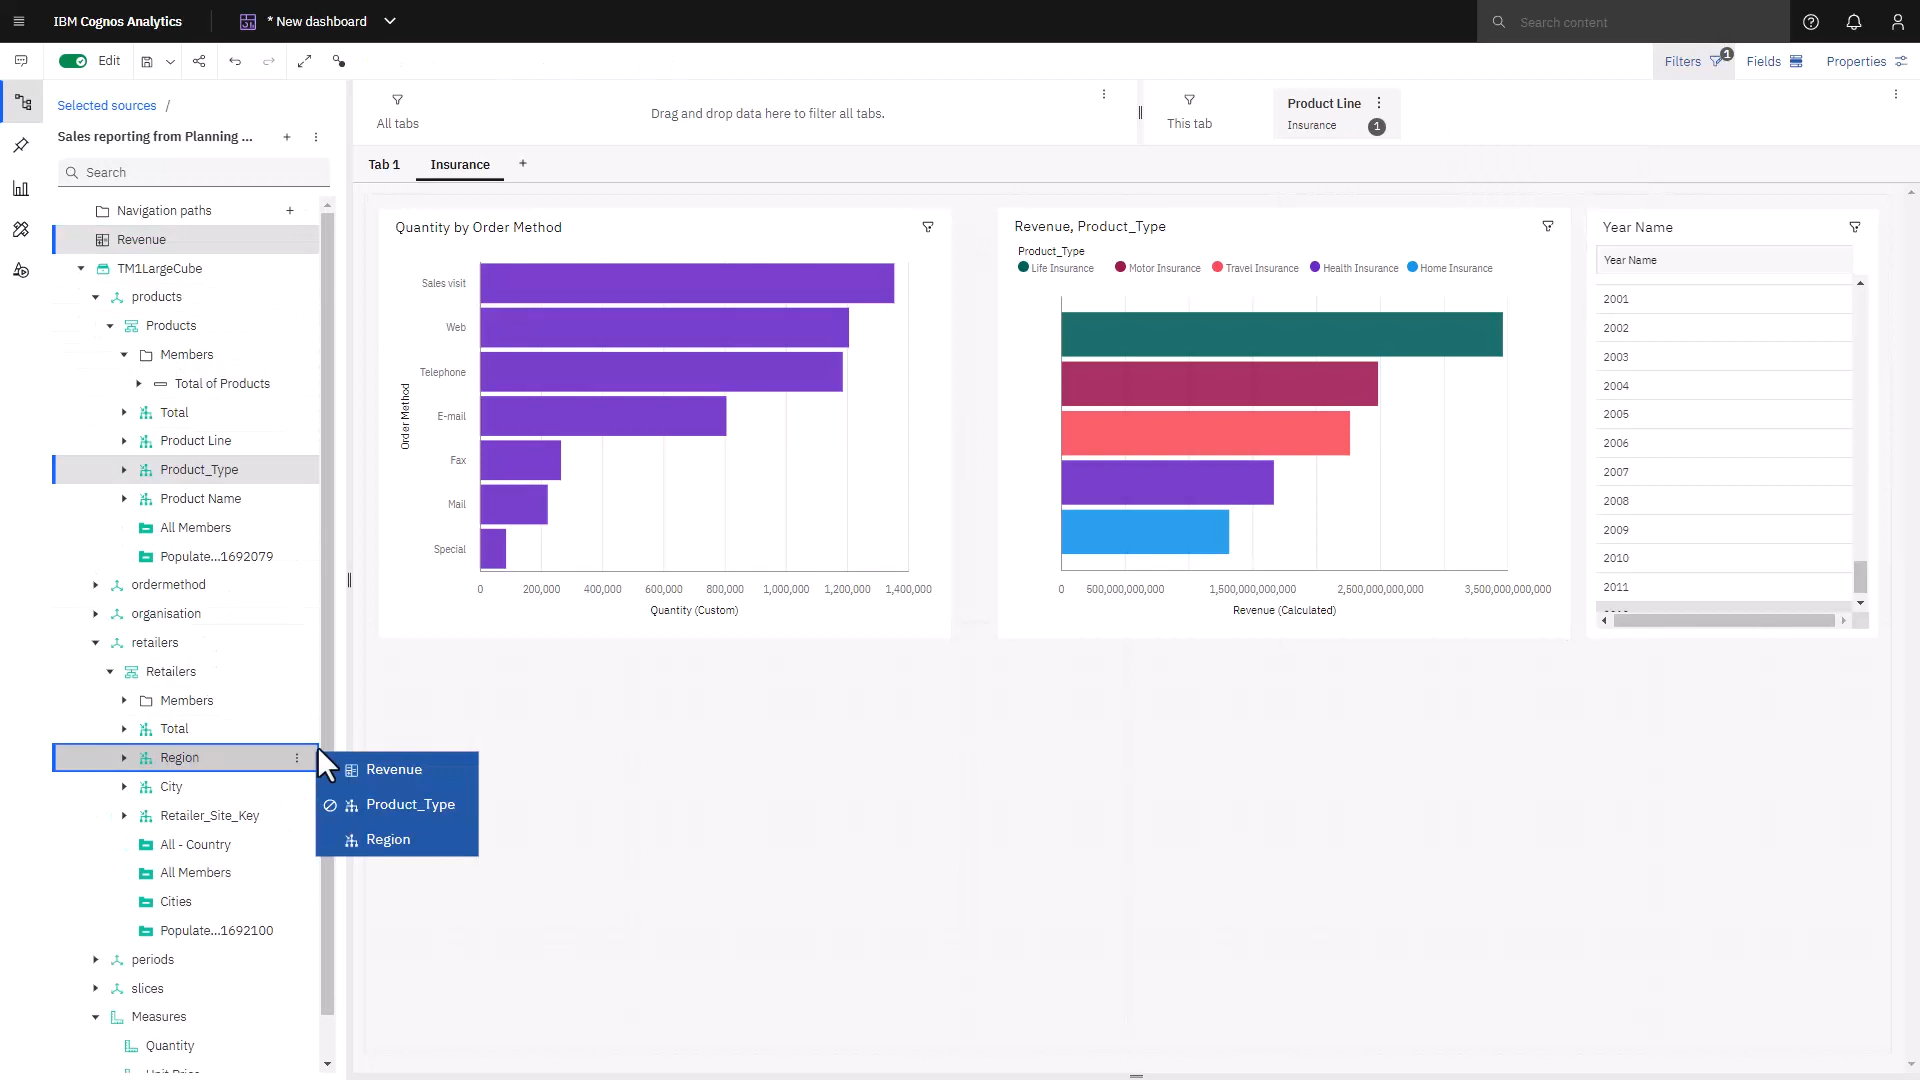 IBM Cognos Analytics
* New dashboard
Search content
Edit
Filters
1
Fields
Properties
Selected sources /
Sales reporting from Planning ...
Search
Navigation paths
Revenue
TM1LargeCube
products
Products
Members
Total of Products
Total
Product Line
Product_Type
Product Name
All Members
Populate...1692079
ordermethod
organisation
retailers
Retailers
Members
Total
Region
City
Retailer_Site_Key
All - Country
All Members
Cities
Populate...1692100
periods
slices
Measures
Quantity
Revenue
Product_Type
Region
All tabs
Drag and drop data here to filter all tabs.
This tab
Product Line
Insurance
1
Tab 1
Insurance
Quantity by Order Method
Order Method
Sales visit
Web
Telephone
E-mail
Fax
Mail
Special
0 200,000 400,000 600,000 800,000 1,000,000 1,200,000 1,400,000
Quantity (Custom)
Revenue, Product_Type
Product_Type
Life Insurance Motor Insurance Travel Insurance Health Insurance Home Insurance
0 500,000,000,000 1,500,000,000,000 2,500,000,000,000 3,500,000,000,000
Revenue (Calculated)
Year Name
Year Name
2001
2002
2003
2004
2005
2006
2007
2008
2009
2010
2011